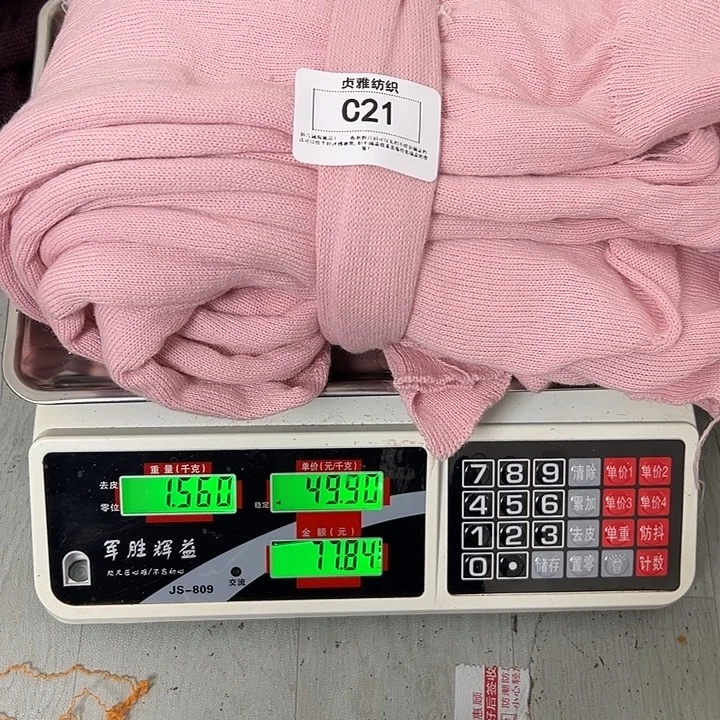 贞雅纺织
C21
重量(千克)
单价(元/千克)
去皮
零位
1.560
稳定
49.90
金额(元)
77.84
军胜辉益
JS-809
交流
7 8 9 清除 单价1 单价2
4 5 6 累加 单价3 单价4
1 2 3 去皮 单重 防抖
0 • 储存 置零 计数